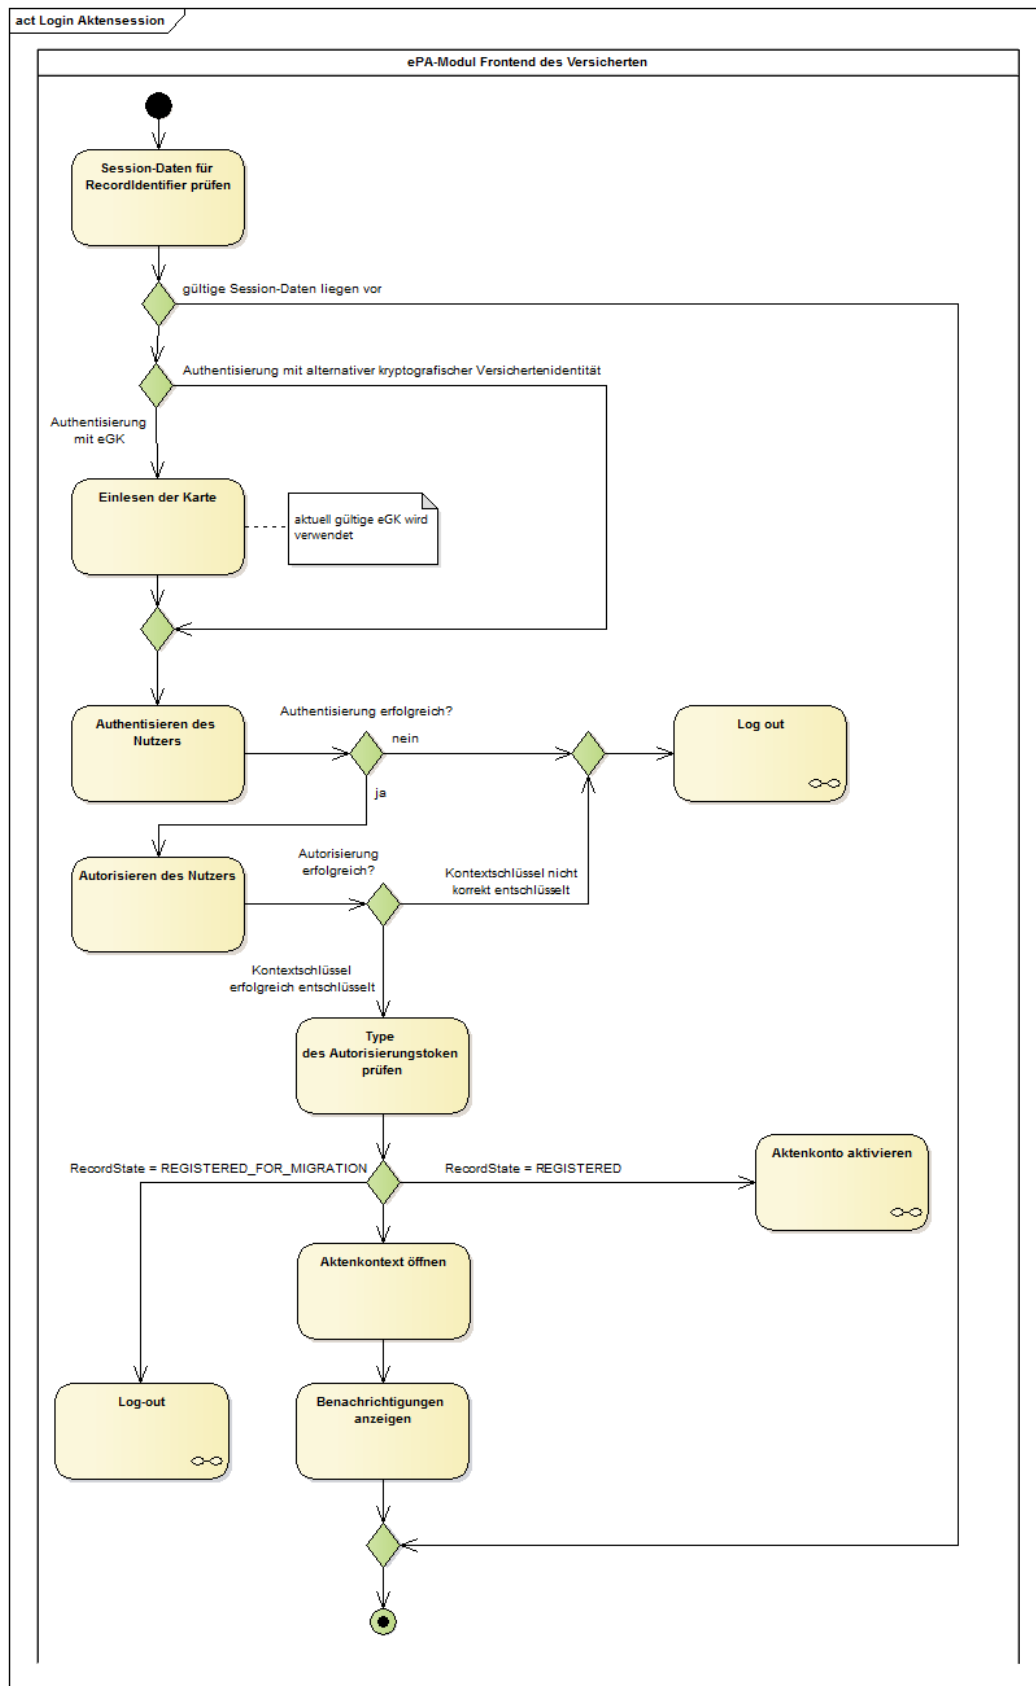 act Login Aktensession
ePA-Modul Frontend des Versicherten
Session-Daten für
RecordIdentifier prüfen
gültige Session-Daten liegen vor
Authentisierung mit alternativer kryptografischer Versichertenidentität
Authentisierung
mit eGK
Einlesen der Karte
aktuell gültige eGK wird
verwendet
Authentisieren des
Nutzers
Authentisierung erfolgreich?
nein
ja
Log out
Autorisieren des Nutzers
Autorisierung
erfolgreich?
Kontextschlüssel nicht
korrekt entschlüsselt
Kontextschlüssel
erfolgreich entschlüsselt
Type
des Autorisierungstoken
prüfen
RecordState = REGISTERED_FOR_MIGRATION
RecordState = REGISTERED
Aktenkonto aktivieren
Aktenkontext öffnen
Log-out
Benachrichtigungen
anzeigen